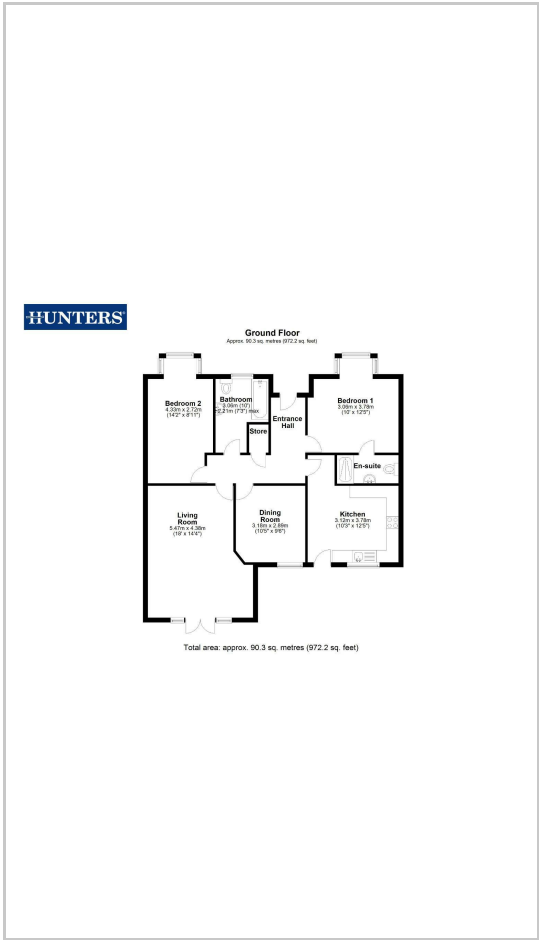 HUNTERS
Ground Floor
Approx. 90.3 sq. metres (972.2 sq. feet)
Bedroom 2
4.33m x 2.72m
(14'2" x 8'11")
Bathroom
3.06m (10')
x 2.21m (7'3") max
Entrance
Hall
Store
Bedroom 1
3.06m x 3.78m
(10' x 12'5")
En-suite
Living
Room
5.47m x 4.38m
(18' x 14'4")
Dining
Room
3.18m x 2.89m
(10'5" x 9'6")
Kitchen
3.12m x 3.78m
(10'3" x 12'5")
Total area: approx. 90.3 sq. metres (972.2 sq. feet)